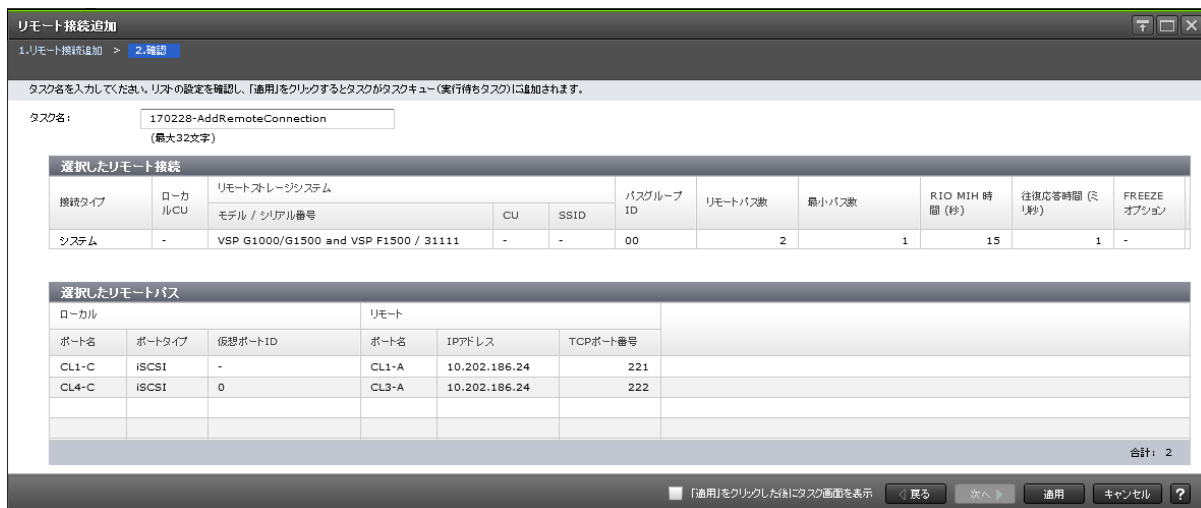 リモート接続追加
1.リモート接続追加 > 2.確認
タスク名を入力してください。リストの設定を確認し、「適用」をクリックするとタスクがタスクキュー(実行待ちタスク)に追加されます。
タスク名: 170228-AddRemoteConnection
(最大32文字)
選択したリモート接続
接続タイプ ローカルCU リモートストレージシステム パスグループID リモートパス数 最小パス数 RIO MIH 時間 (秒) 往復応答時間 (ミリ秒) FREEZE オプション
モデル / シリアル番号 CU SSID
システム - VSP G1000/G1500 and VSP F1500 / 31111 - - 00 2 1 15 1 -
選択したリモートパス
ローカル リモート
ポート名 ポートタイプ 仮想ポートID ポート名 IPアドレス TCPポート番号
CL1-C iSCSI - CL1-A 10.202.186.24 221
CL4-C iSCSI 0 CL3-A 10.202.186.24 222
合計: 2
「適用」をクリックした後にタスク画面を表示 戻る 次へ 適用 キャンセル ?